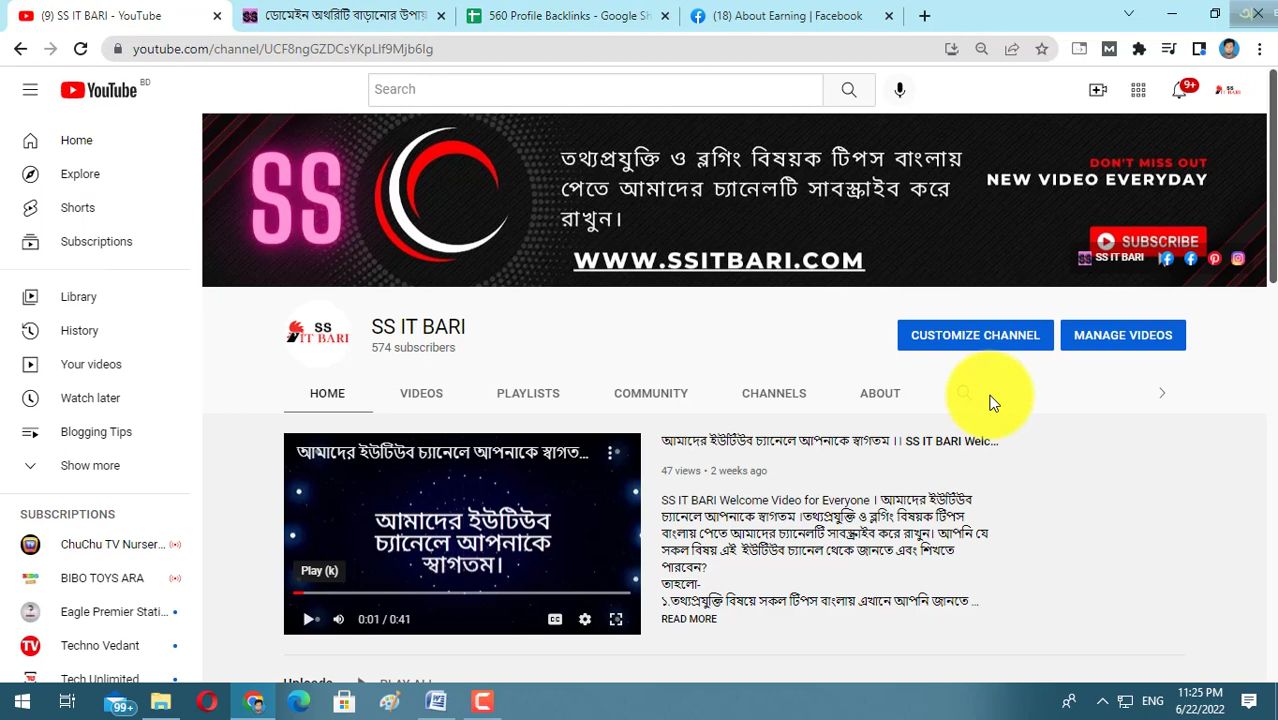 (9) SS IT BARI - YouTube
ডোমেইন অথরিটি বাড়ানোর উপায়
560 Profile Backlinks - Google Sh
(18) About Earning | Facebook
youtube.com/channel/UCF8ngGZDCsYKpLlf9Mjb6Ig
YouTube BD
Search
9+
Home
Explore
Shorts
Subscriptions
Library
History
Your videos
Watch later
Blogging Tips
Show more
SUBSCRIPTIONS
ChuChu TV Nurser...
BIBO TOYS ARA
Eagle Premier Stati...
Techno Vedant
Tech Unlimited
SS
তথ্যপ্রযুক্তি ও ব্লগিং বিষয়ক টিপস বাংলায়
পেতে আমাদের চ্যানেলটি সাবস্ক্রাইব করে
রাখুন।
WWW.SSITBARI.COM
DON'T MISS OUT
NEW VIDEO EVERYDAY
SUBSCRIBE
SS IT BARI
SS
IT BARI
SS IT BARI
574 subscribers
CUSTOMIZE CHANNEL
MANAGE VIDEOS
HOME
VIDEOS
PLAYLISTS
COMMUNITY
CHANNELS
ABOUT
আমাদের ইউটিউব চ্যানেলে আপনাকে স্বাগত...
আমাদের ইউটিউব
চ্যানেলে আপনাকে
স্বাগতম।
Play (k)
0:01 / 0:41
আমাদের ইউটিউব চ্যানেলে আপনাকে স্বাগতম ।। SS IT BARI Welc...
47 views • 2 weeks ago
SS IT BARI Welcome Video for Everyone । আমাদের ইউটিউব
চ্যানেলে আপনাকে স্বাগতম ।তথ্যপ্রযুক্তি ও ব্লগিং বিষয়ক টিপস
বাংলায় পেতে আমাদের চ্যানেলটি সাবস্ক্রাইব করে রাখুন। আপনি যে
সকল বিষয় এই ইউটিউব চ্যানেল থেকে জানতে এবং শিখতে
পারবেন?
তাহলো-
১.তথ্যপ্রযুক্তি বিষয়ে সকল টিপস বাংলায় এখানে আপনি জানতে ...
READ MORE
Uploads
PLAY ALL
99+
ENG
11:25 PM
6/22/2022